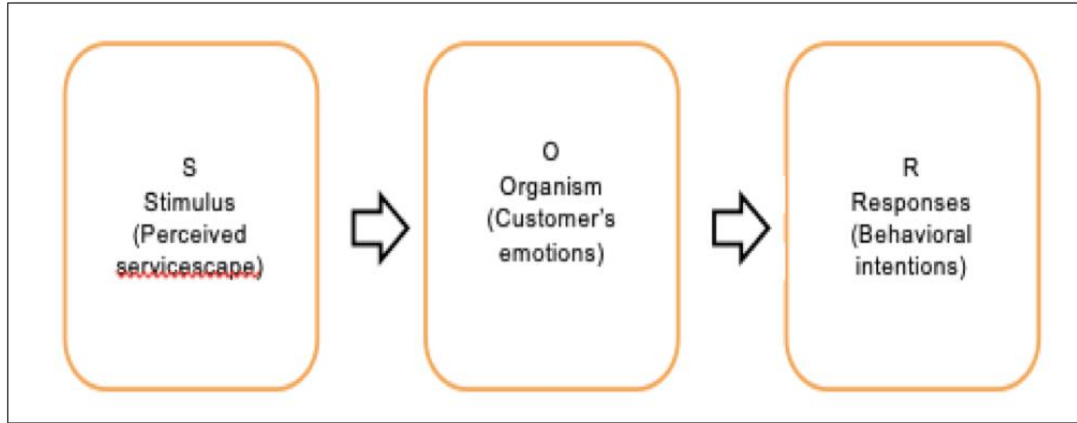 S
Stimulus
(Perceived
servicescape)
O
Organism
(Customer's
emotions)
R
Responses
(Behavioral
intentions)